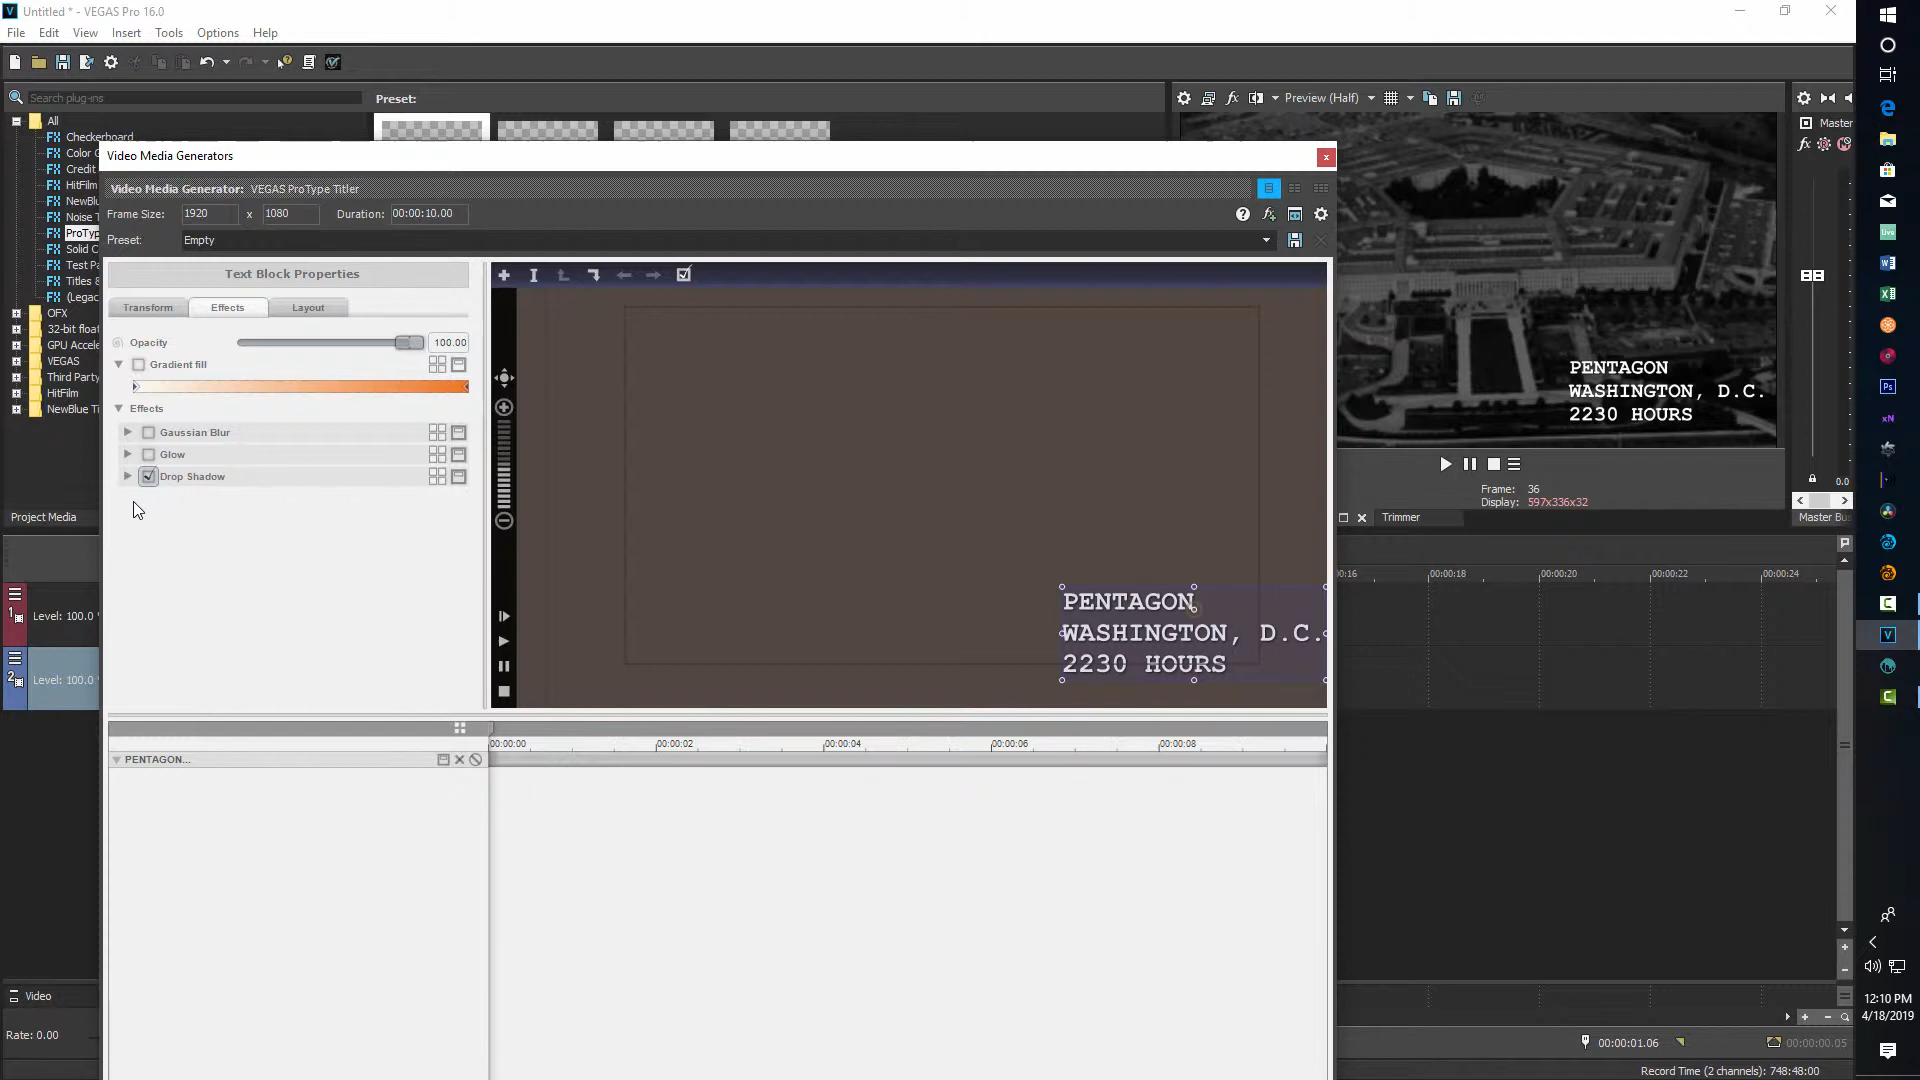 Untitled * - VEGAS Pro 16.0
File Edit View Insert Tools Options Help
Search plug-ins
Preset:
Preview (Half)
All
Checkerboard
Color G
Credit
HitFilm
NewBlu
Noise T
ProTyp
Solid C
Test Pa
Titles &
(Legac
OFX
32-bit float
GPU Accele
VEGAS
Third Party
HitFilm
NewBlue Ti
Project Media
Video Media Generators
Video Media Generator: VEGAS ProType Titler
Frame Size: 1920 x 1080 Duration: 00:00:10.00
Preset: Empty
Text Block Properties
Transform Effects Layout
Opacity 100.00
Gradient fill
Effects
Gaussian Blur
Glow
Drop Shadow
PENTAGON
WASHINGTON, D.C.
2230 HOURS
00:00:00 00:00:02 00:00:04 00:00:06 00:00:08
PENTAGON...
PENTAGON
WASHINGTON, D.C.
2230 HOURS
Frame: 36
Display: 597x336x32
Trimmer
Master
0.0
Master Bus
:00:16 00:00:18 00:00:20 00:00:22 00:00:24
1
Level: 100.0
2
Level: 100.0
Video
Rate: 0.00
00:00:01.06
00:00:00.05
Record Time (2 channels): 748:48:00
12:10 PM
4/18/2019